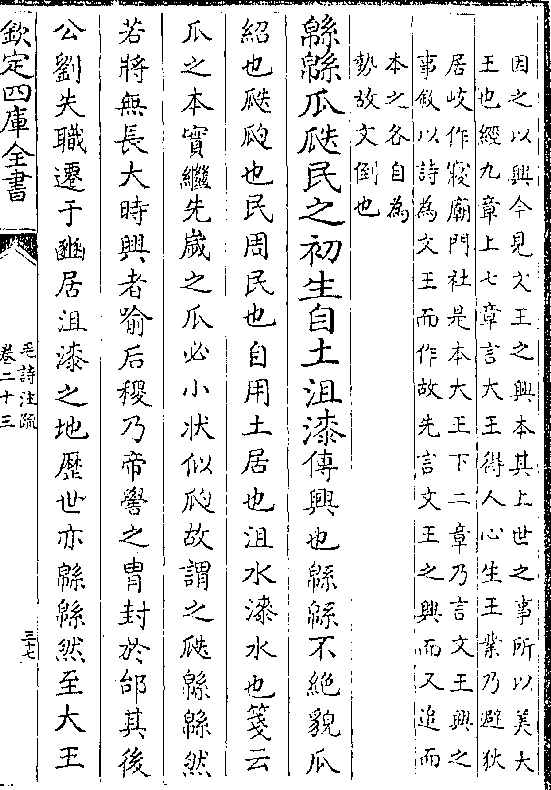 因之以興今見文王之興本其上世之事所以美大
王也經九章上七章言大王得人心生王業乃避狄
居岐作寢廟門社是本大王下二章乃言文王興之
事叙以詩為文王而作故先言文王之興而又追而
本之各自為
勢故文倒也
緜緜瓜瓞民之初生自土沮漆傳興也緜緜不絶貌瓜
紹也瓞瓝也民周民也自用土居也沮水漆水也箋云
瓜之本實繼先歲之瓜必小狀似瓝故謂之瓞緜緜然
若將無長大時興者喻后稷乃帝嚳之胄封於邰其後
公劉失職遷于豳居沮漆之地歷世亦緜緜然至大王
欽定四庫全書
毛詩注疏
卷二十三
三七